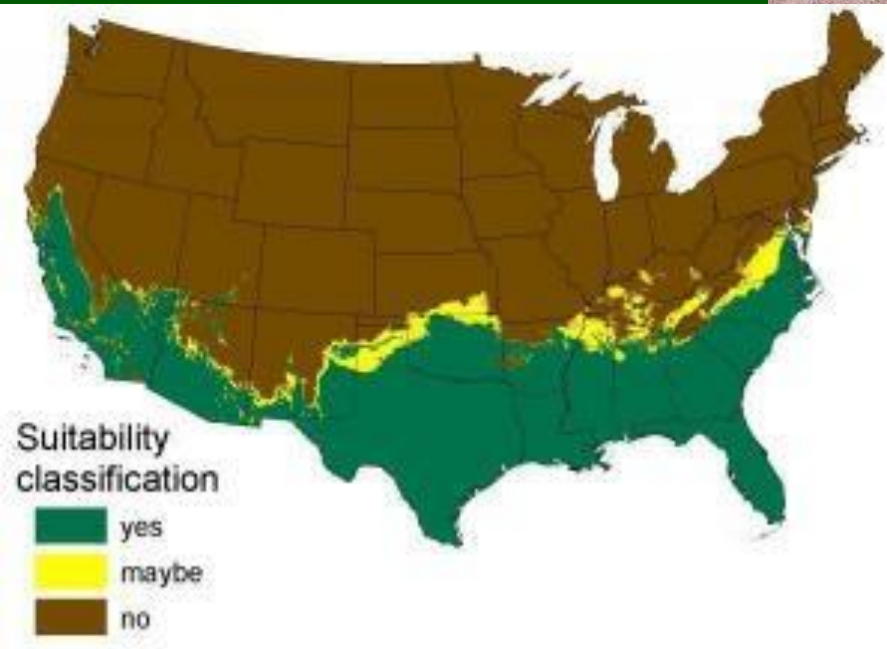 Suitability
classification
yes
maybe
no